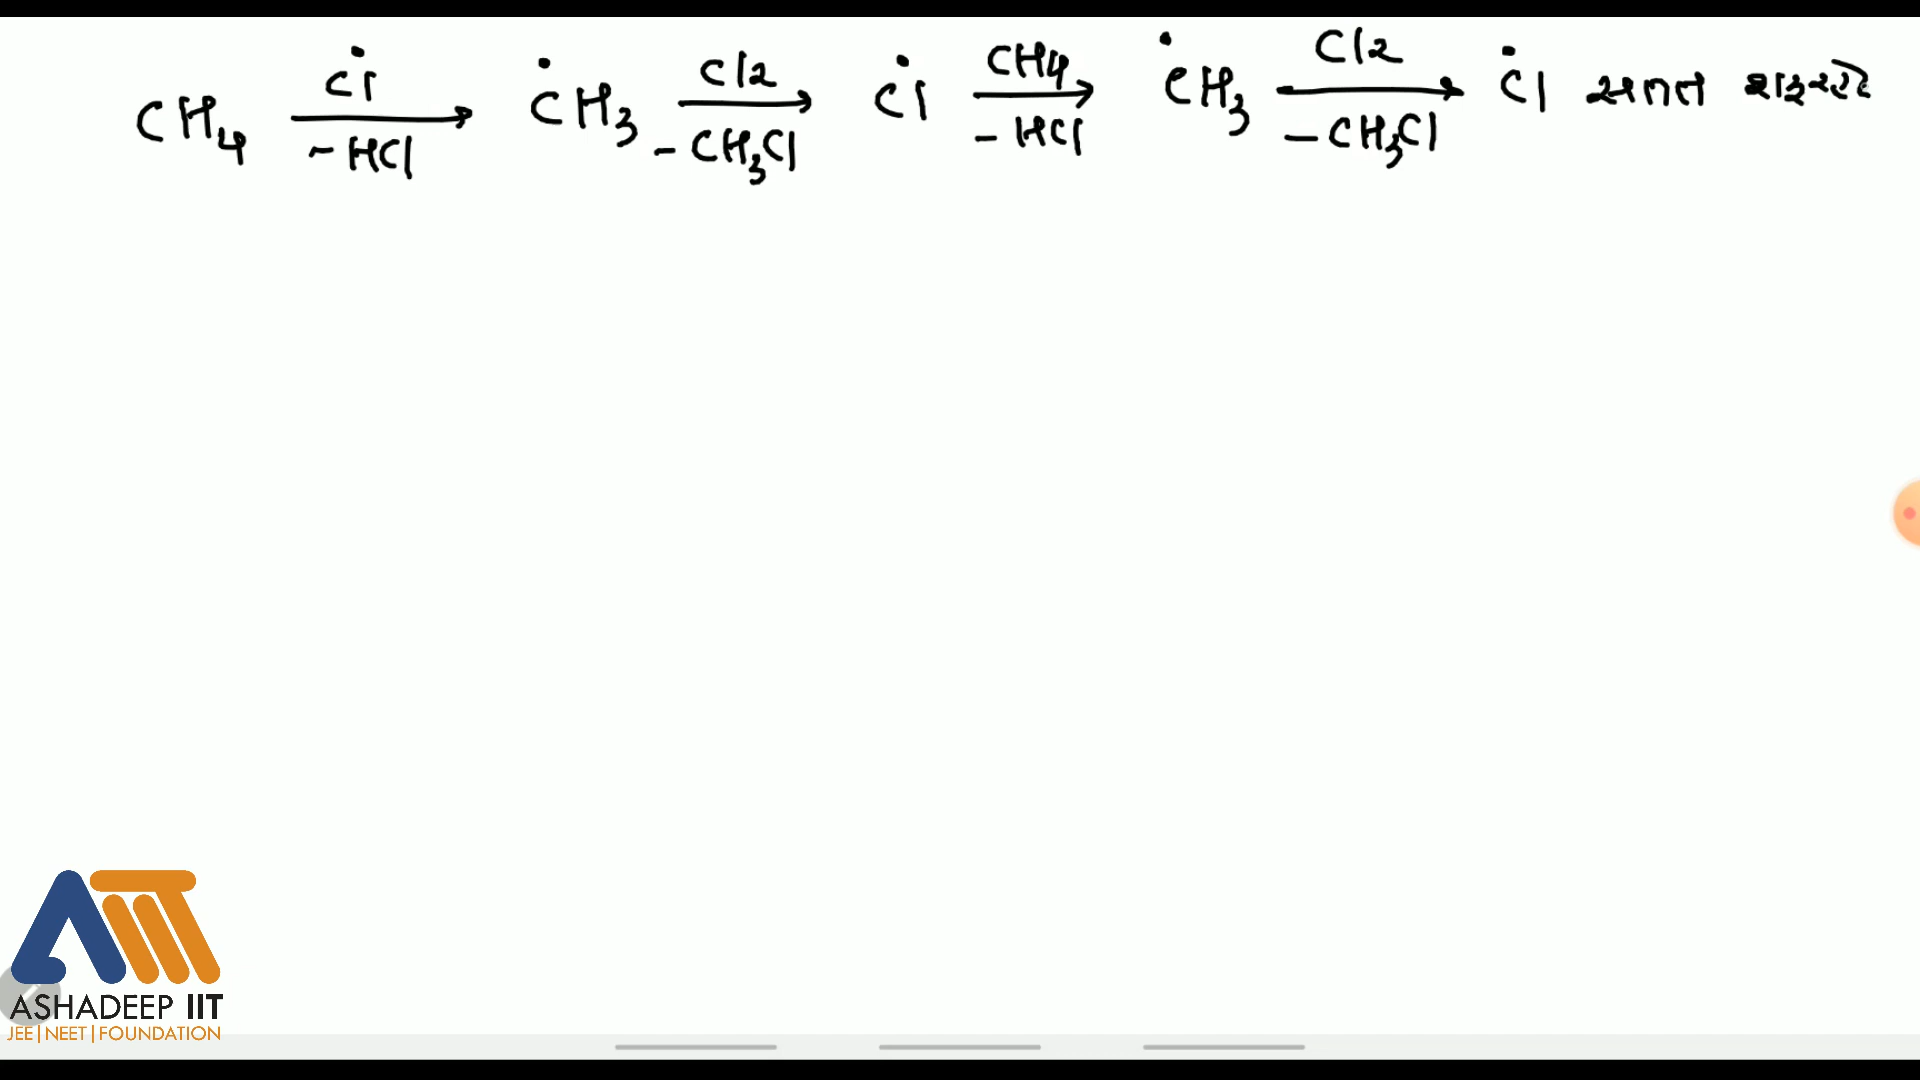 CH4 —Ċl/-HCl→ ĊH3 —Cl2/-CH3Cl→ Ċl —CH4/-HCl→ ĊH3 —Cl2/-CH3Cl→ Ċl સતત
ASHADEEP IIT
JEE|NEET|FOUNDATION